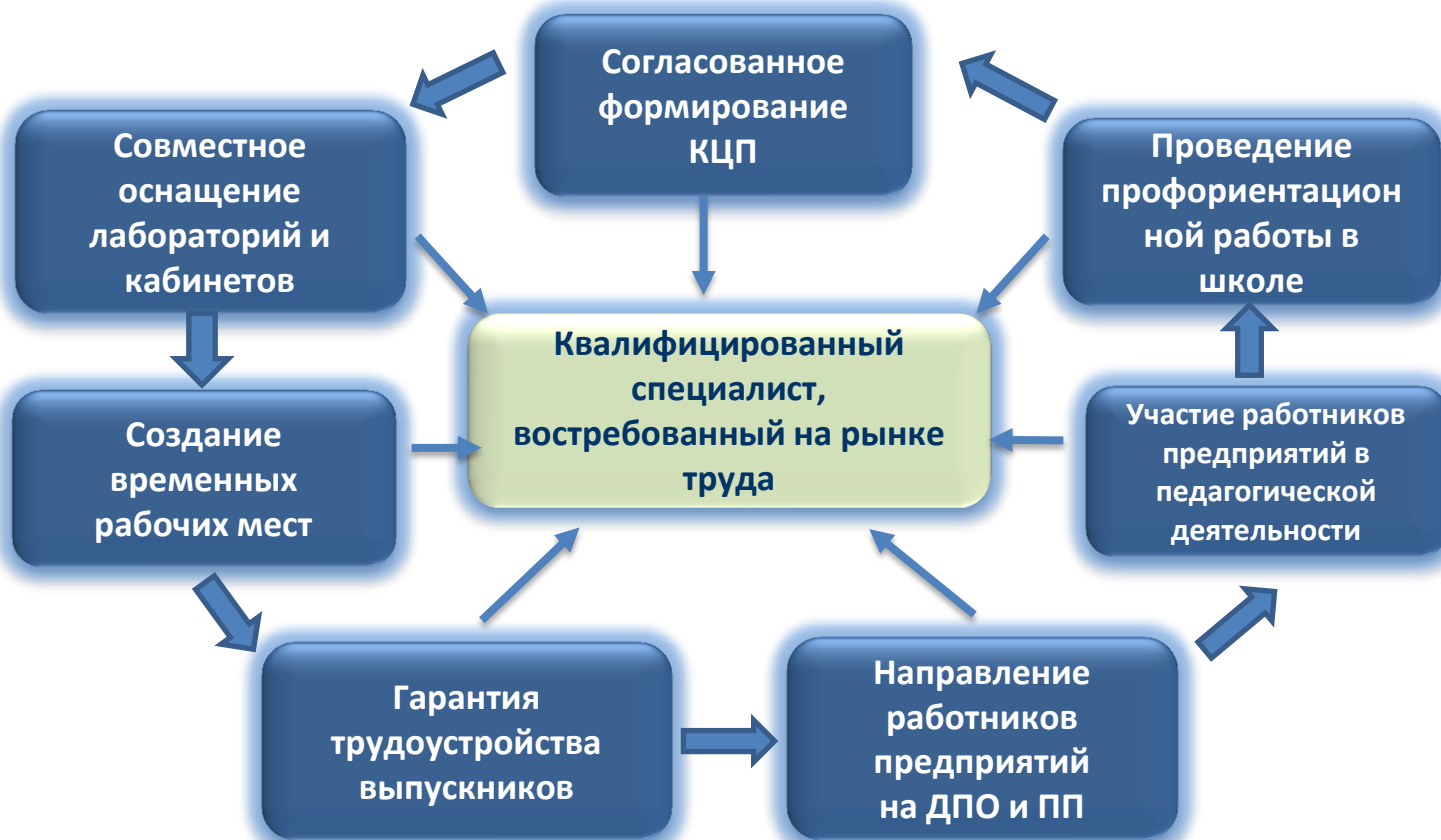 Согласованное
формирование
КЦП
Совместное
оснащение
лабораторий и
кабинетов
Проведение
профориентацион
ной работы в
школе
Квалифицированный
специалист,
востребованный на рынке
труда
Создание
временных
рабочих мест
Участие работников
предприятий в
педагогической
деятельности
Гарантия
трудоустройства
выпускников
Направление
работников
предприятий
на ДПО и ПП